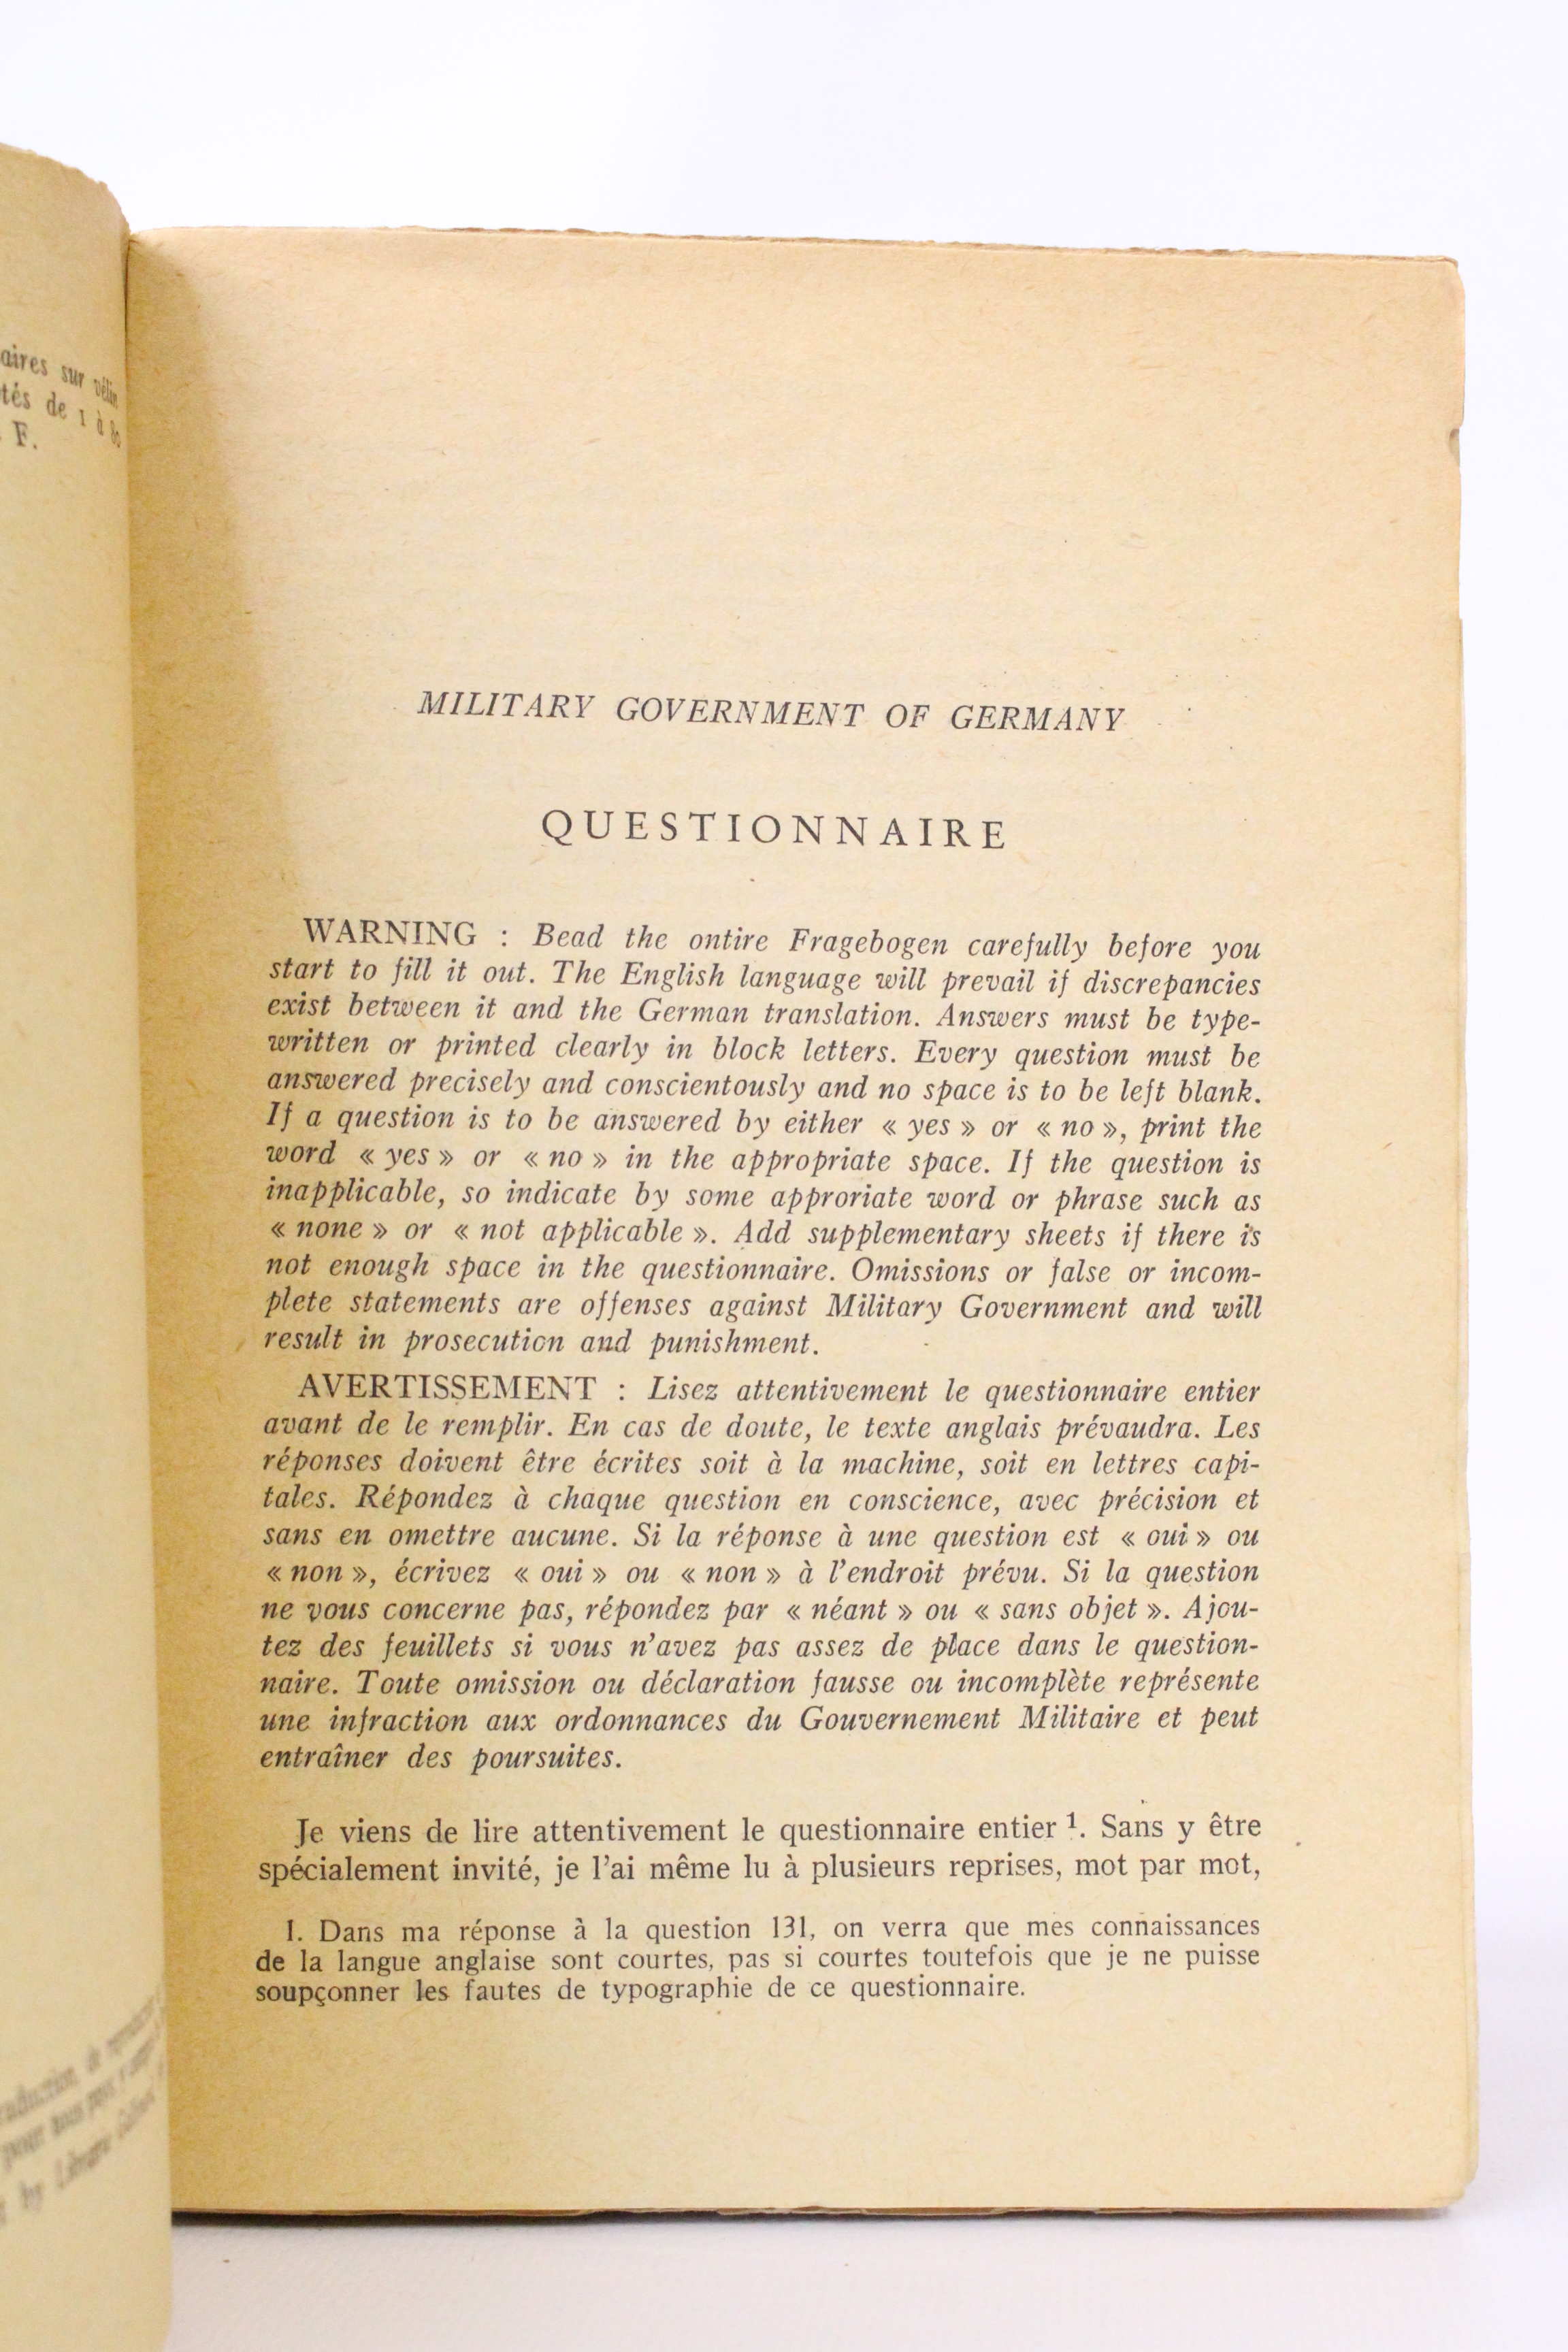 aires sur vélin
tés de 1 à 80
F.
MILITARY GOVERNMENT OF GERMANY
QUESTIONNAIRE
WARNING : Bead the ontire Fragebogen carefully before you
start to fill it out. The English language will prevail if discrepancies
exist between it and the German translation. Answers must be type-
written or printed clearly in block letters. Every question must be
answered precisely and conscientously and no space is to be left blank.
If a question is to be answered by either « yes » or « no », print the
word « yes » or « no » in the appropriate space. If the question is
inapplicable, so indicate by some approriate word or phrase such as
« none » or « not applicable ». Add supplementary sheets if there is
not enough space in the questionnaire. Omissions or false or incom-
plete statements are offenses against Military Government and will
result in prosecution and punishment.
AVERTISSEMENT : Lisez attentivement le questionnaire entier
avant de le remplir. En cas de doute, le texte anglais prévaudra. Les
réponses doivent être écrites soit à la machine, soit en lettres capi-
tales. Répondez à chaque question en conscience, avec précision et
sans en omettre aucune. Si la réponse à une question est « oui » ou
« non », écrivez « oui » ou « non » à l'endroit prévu. Si la question
ne vous concerne pas, répondez par « néant » ou « sans objet ». Ajou-
tez des feuillets si vous n'avez pas assez de place dans le question-
naire. Toute omission ou déclaration fausse ou incomplète représente
une infraction aux ordonnances du Gouvernement Militaire et peut
entraîner des poursuites.
Je viens de lire attentivement le questionnaire entier 1. Sans y être
spécialement invité, je l'ai même lu à plusieurs reprises, mot par mot,
I. Dans ma réponse à la question 131, on verra que mes connaissances
de la langue anglaise sont courtes, pas si courtes toutefois que je ne puisse
soupçonner les fautes de typographie de ce questionnaire.